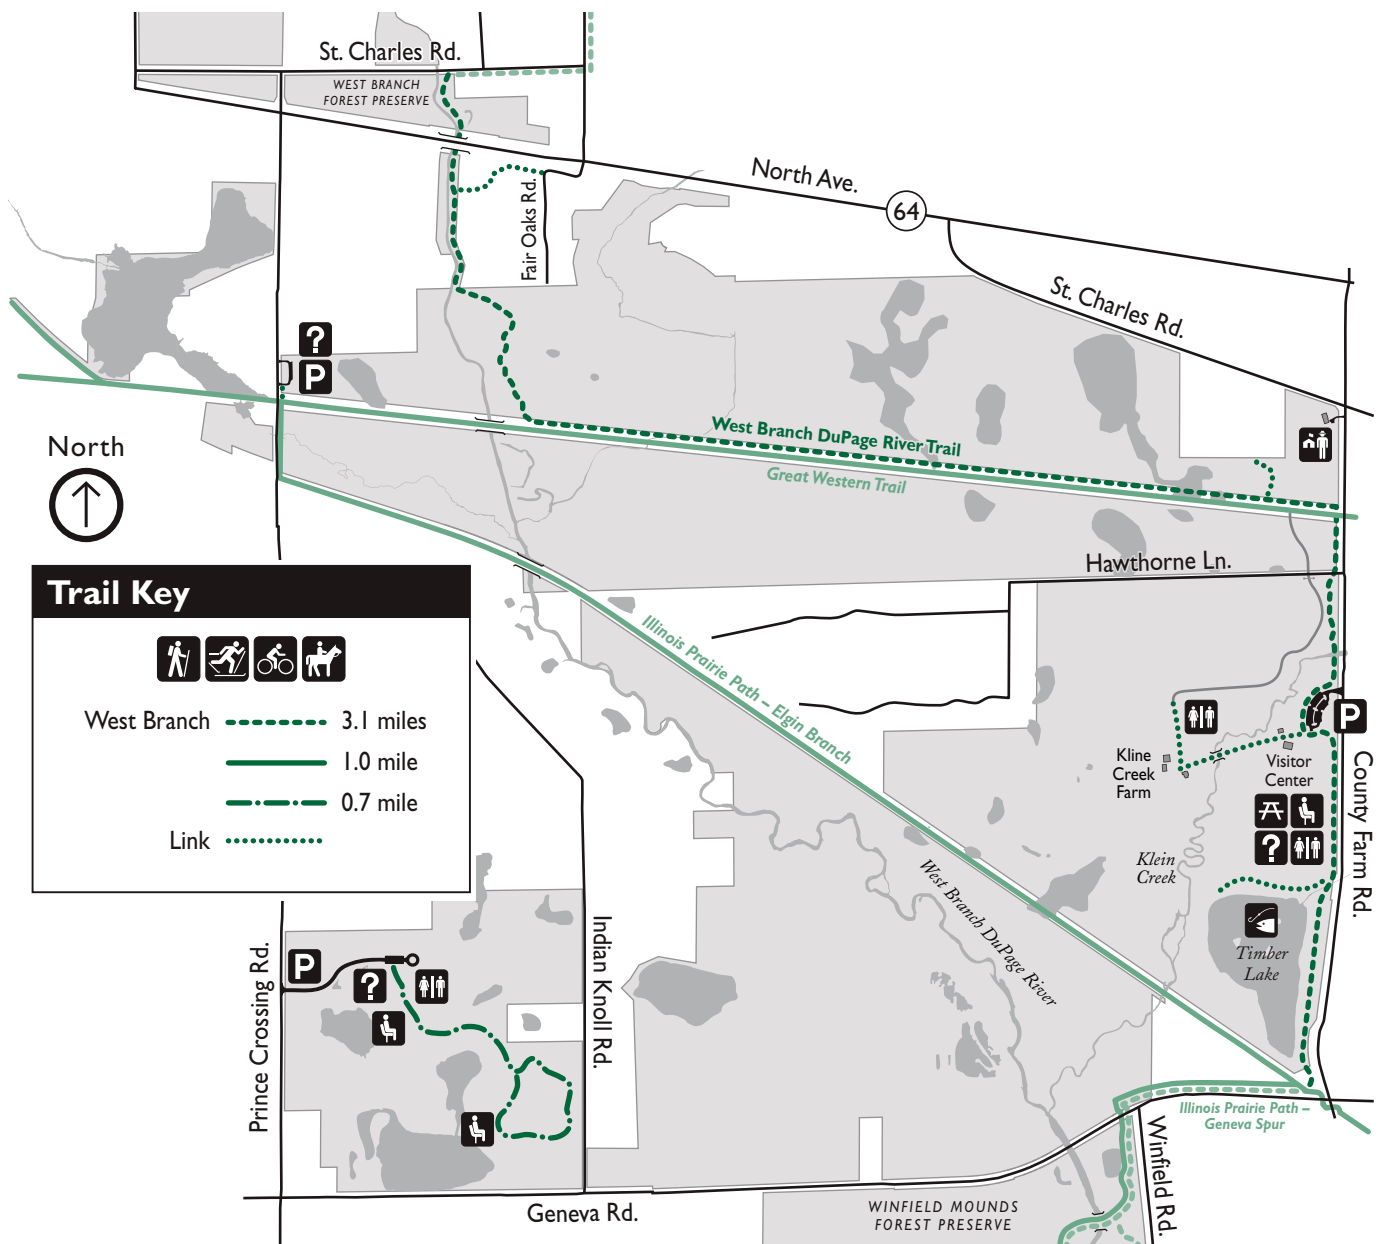 St. Charles Rd.
WEST BRANCH
FOREST PRESERVE
North Ave.
64
Fair Oaks Rd.
St. Charles Rd.
?
P
West Branch DuPage River Trail
Great Western Trail
North
Hawthorne Ln.
Trail Key
West Branch 3.1 miles
1.0 mile
0.7 mile
Link
Illinois Prairie Path – Elgin Branch
P
Kline
Creek
Farm
Visitor
Center
County Farm Rd.
?
Klein
Creek
West Branch DuPage River
Timber
Lake
Prince Crossing Rd.
P
?
Indian Knoll Rd.
Illinois Prairie Path –
Geneva Spur
Winfield Rd.
Geneva Rd.
WINFIELD MOUNDS
FOREST PRESERVE